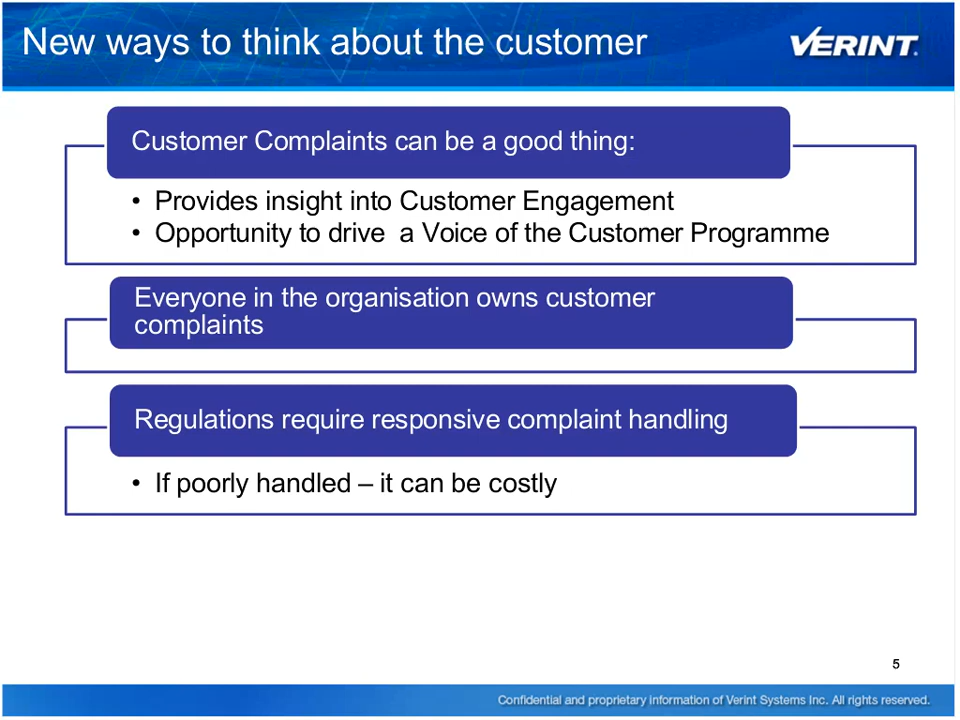 New ways to think about the customer
VERINT.
Customer Complaints can be a good thing:
• Provides insight into Customer Engagement
• Opportunity to drive  a Voice of the Customer Programme
Everyone in the organisation owns customer
complaints
Regulations require responsive complaint handling
• If poorly handled – it can be costly
5
Confidential and proprietary information of Verint Systems Inc. All rights reserved.